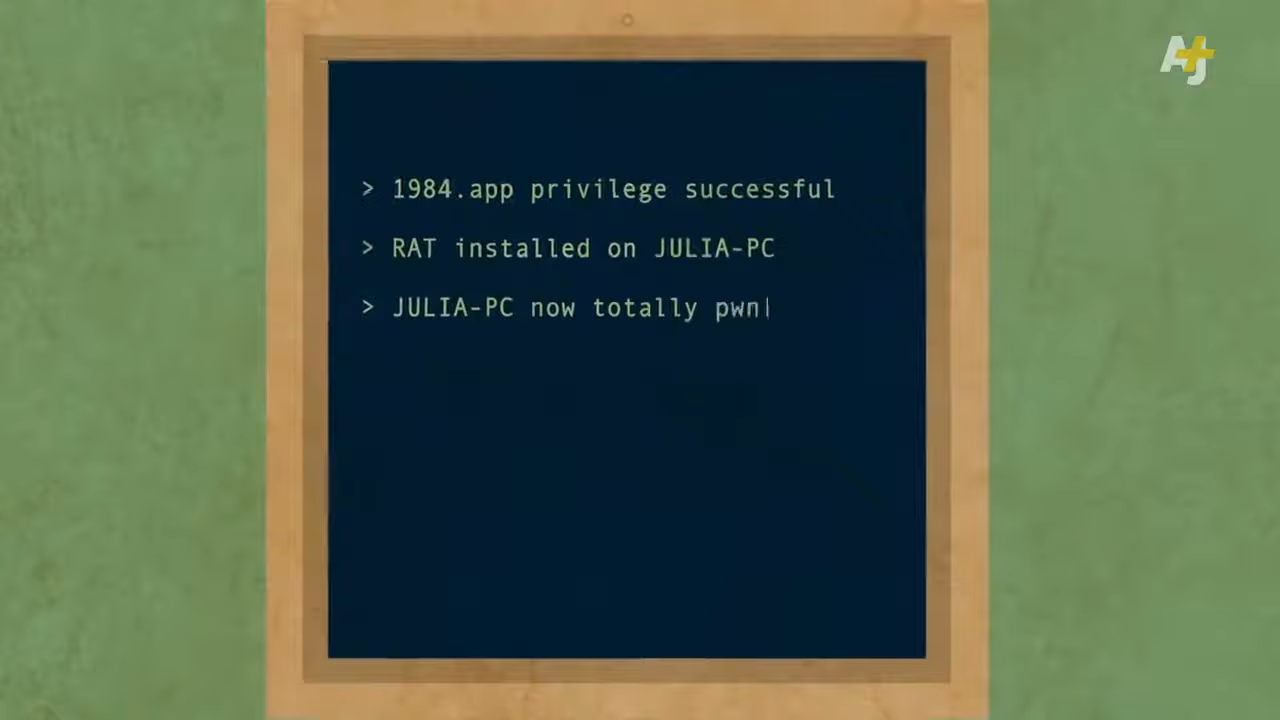 AJ+
> 1984.app privilege successful
> RAT installed on JULIA-PC
> JULIA-PC now totally pwn|